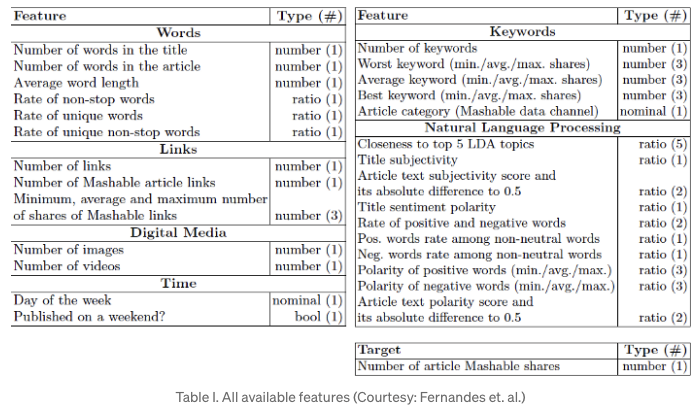 Feature Type (#)
Words
Number of words in the title number (1)
Number of words in the article number (1)
Average word length number (1)
Rate of non-stop words ratio (1)
Rate of unique words ratio (1)
Rate of unique non-stop words ratio (1)
Links
Number of links number (1)
Number of Mashable article links number (1)
Minimum, average and maximum number
of shares of Mashable links number (3)
Digital Media
Number of images number (1)
Number of videos number (1)
Time
Day of the week nominal (1)
Published on a weekend? bool (1)
Feature Type (#)
Keywords
Number of keywords number (1)
Worst keyword (min./avg./max. shares) number (3)
Average keyword (min./avg./max. shares) number (3)
Best keyword (min./avg./max. shares) number (3)
Article category (Mashable data channel) nominal (1)
Natural Language Processing
Closeness to top 5 LDA topics ratio (5)
Title subjectivity ratio (1)
Article text subjectivity score and
its absolute difference to 0.5 ratio (2)
Title sentiment polarity ratio (1)
Rate of positive and negative words ratio (2)
Pos. words rate among non-neutral words ratio (1)
Neg. words rate among non-neutral words ratio (1)
Polarity of positive words (min./avg./max.) ratio (3)
Polarity of negative words (min./avg./max.) ratio (3)
Article text polarity score and
its absolute difference to 0.5 ratio (2)
Target Type (#)
Number of article Mashable shares number (1)
Table I. All available features (Courtesy: Fernandes et. al.)